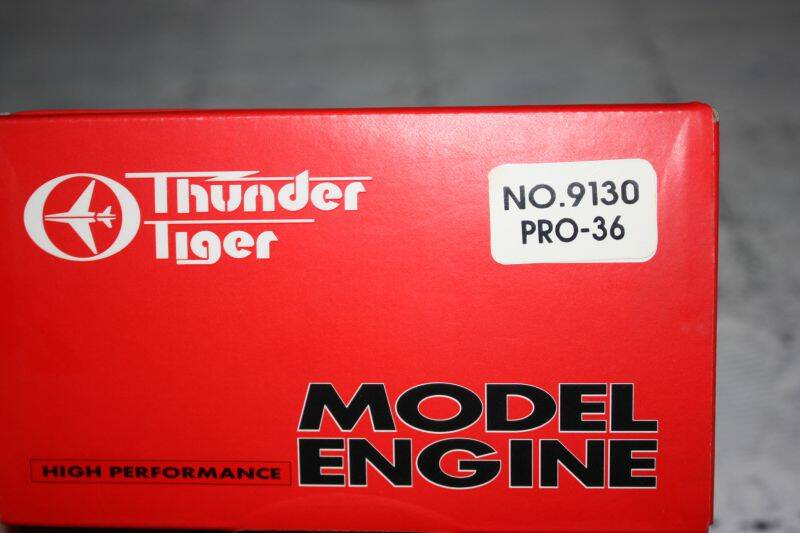 Thunder
Tiger
NO.9130
PRO-36
MODEL
ENGINE
HIGH PERFORMANCE